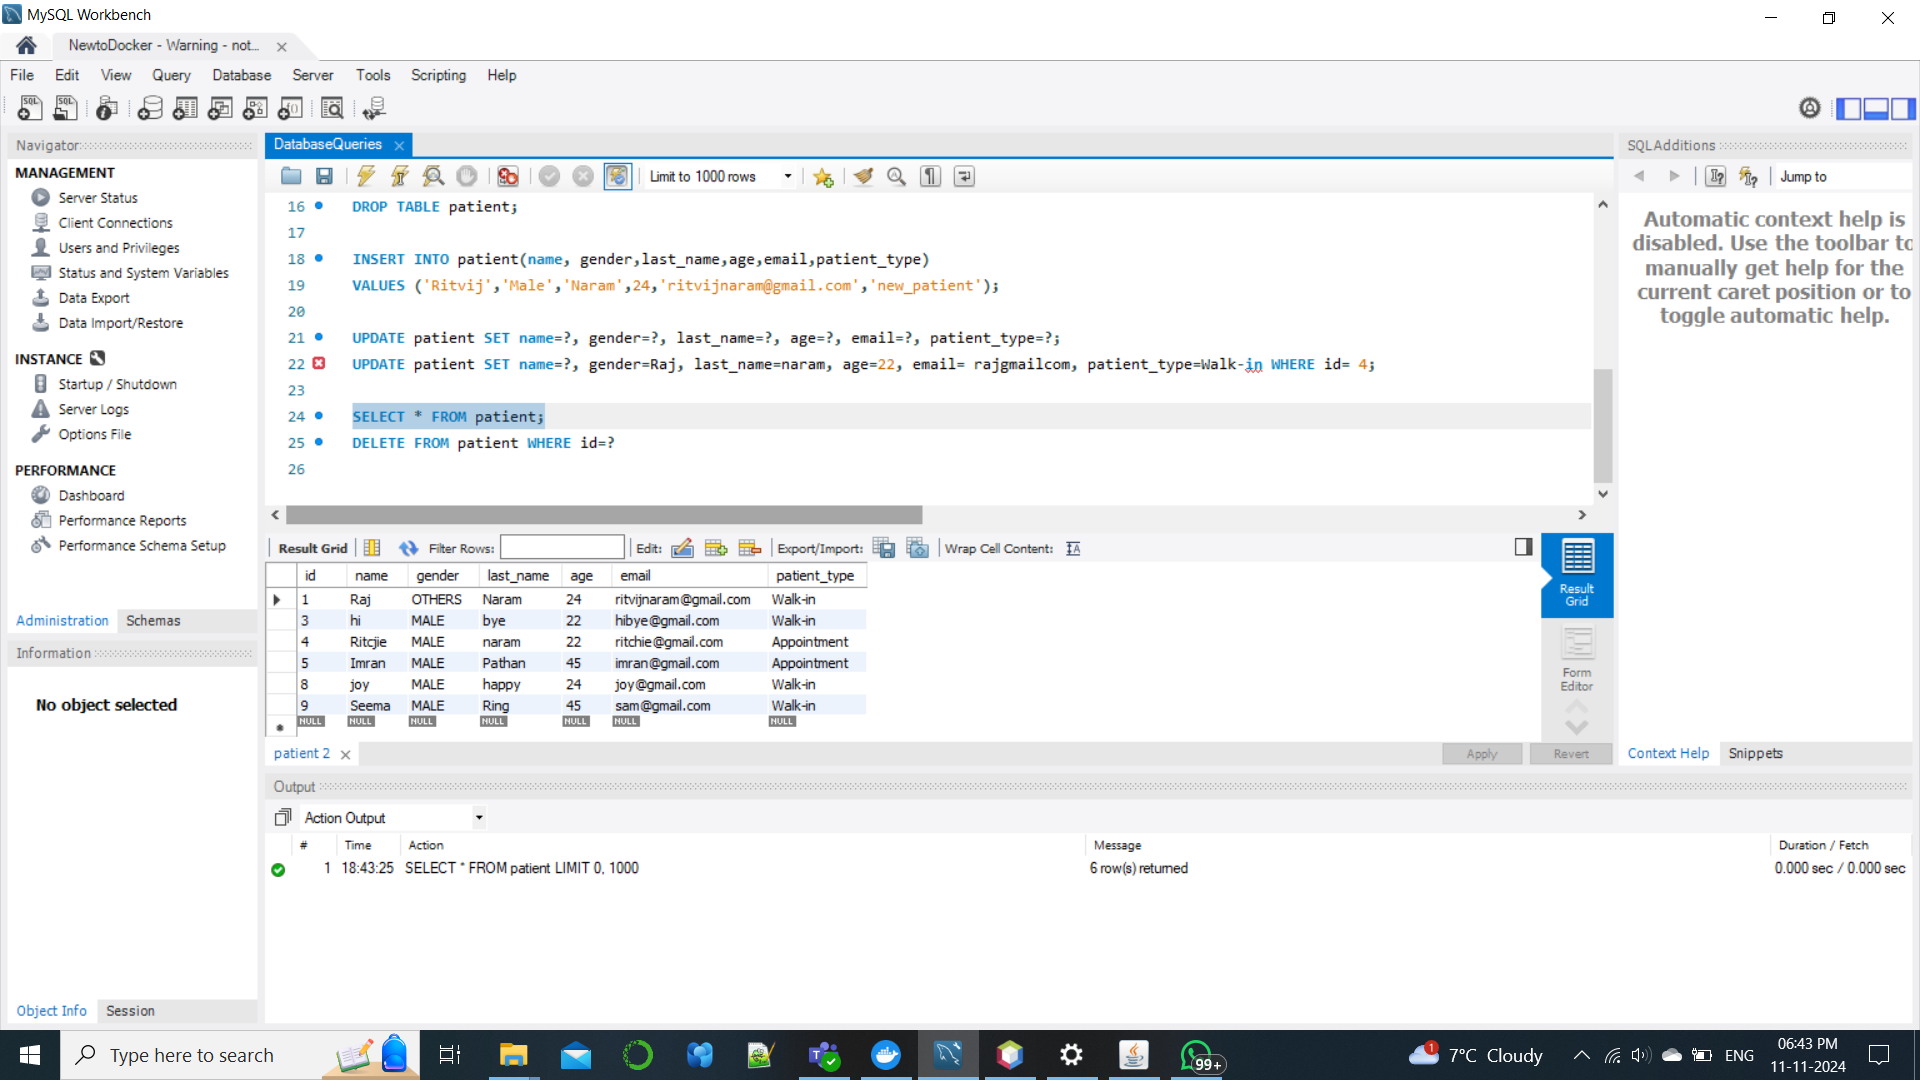 MySQL Workbench
NewtoDocker - Warning - not...
File Edit View Query Database Server Tools Scripting Help
Navigator
MANAGEMENT
Server Status
Client Connections
Users and Privileges
Status and System Variables
Data Export
Data Import/Restore
INSTANCE
Startup / Shutdown
Server Logs
Options File
PERFORMANCE
Dashboard
Performance Reports
Performance Schema Setup
Administration Schemas
Information
No object selected
Object Info Session
DatabaseQueries
Limit to 1000 rows
16 DROP TABLE patient;
17
18 INSERT INTO patient(name, gender,last_name,age,email,patient_type)
19 VALUES ('Ritvij','Male','Naram',24,'ritvijnaram@gmail.com','new_patient');
20
21 UPDATE patient SET name=?, gender=?, last_name=?, age=?, email=?, patient_type=?;
22 UPDATE patient SET name=?, gender=Raj, last_name=naram, age=22, email= rajgmailcom, patient_type=Walk-in WHERE id= 4;
23
24 SELECT * FROM patient;
25 DELETE FROM patient WHERE id=?
26
Result Grid Filter Rows: Edit: Export/Import: Wrap Cell Content:
id name gender last_name age email patient_type
1 Raj OTHERS Naram 24 ritvijnaram@gmail.com Walk-in
3 hi MALE bye 22 hibye@gmail.com Walk-in
4 Ritcjie MALE naram 22 ritchie@gmail.com Appointment
5 Imran MALE Pathan 45 imran@gmail.com Appointment
8 joy MALE happy 24 joy@gmail.com Walk-in
9 Seema MALE Ring 45 sam@gmail.com Walk-in
NULL NULL NULL NULL NULL NULL NULL
Result
Grid
Form
Editor
patient 2
Apply Revert
Output
Action Output
# Time Action Message Duration / Fetch
1 18:43:25 SELECT * FROM patient LIMIT 0, 1000 6 row(s) returned 0.000 sec / 0.000 sec
SQLAdditions
Jump to
Automatic context help is
disabled. Use the toolbar to
manually get help for the
current caret position or to
toggle automatic help.
Context Help Snippets
Type here to search
99+
1
7°C Cloudy
ENG
06:43 PM
11-11-2024